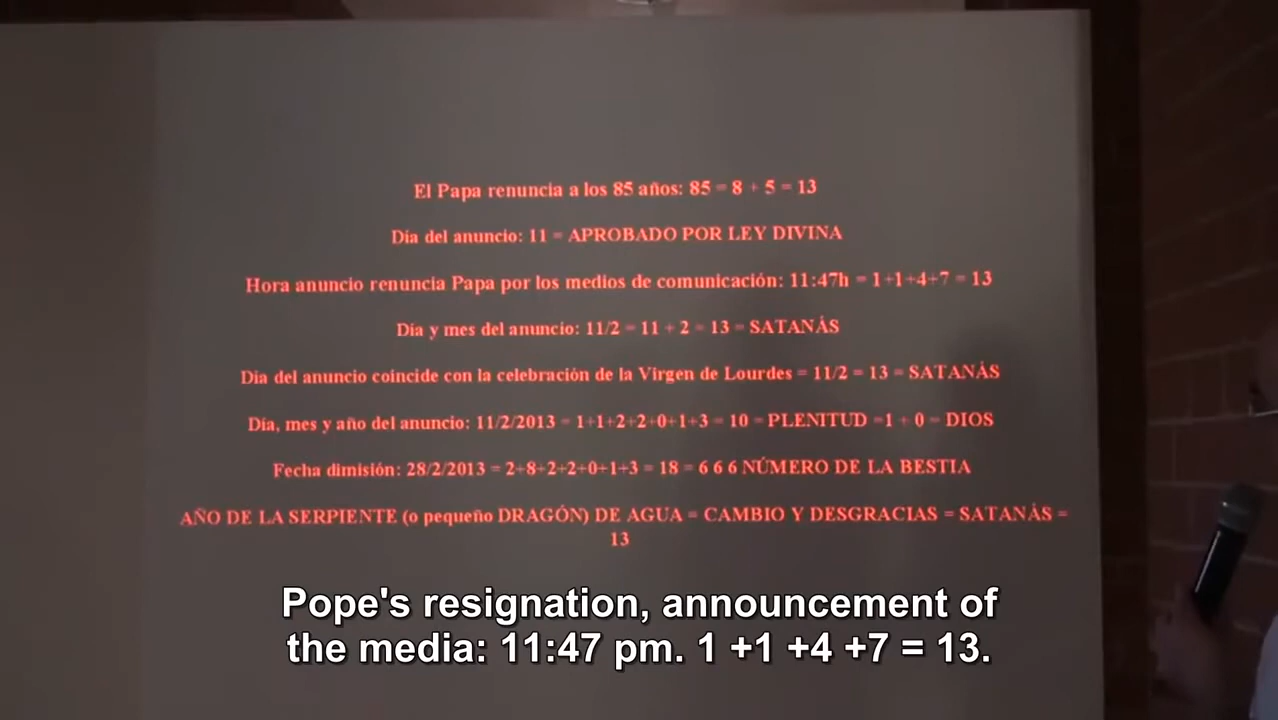 El Papa renuncia a los 85 años: 85 = 8 + 5 = 13
Día del anuncio: 11 = APROBADO POR LEY DIVINA
Hora anuncio renuncia Papa por los medios de comunicación: 11:47h = 1+1+4+7 = 13
Día y mes del anuncio: 11/2 = 11 + 2 = 13 = SATANÁS
Día del anuncio coincide con la celebración de la Virgen de Lourdes = 11/2 = 13 = SATANÁS
Día, mes y año del anuncio: 11/2/2013 = 1+1+2+2+0+1+3 = 10 = PLENITUD =1 + 0 = DIOS
Fecha dimisión: 28/2/2013 = 2+8+2+2+0+1+3 = 18 = 6 6 6 NÚMERO DE LA BESTIA
AÑO DE LA SERPIENTE (o pequeño DRAGÓN) DE AGUA = CAMBIO Y DESGRACIAS = SATANÁS =
13
Pope's resignation, announcement of
the media: 11:47 pm. 1 +1 +4 +7 = 13.